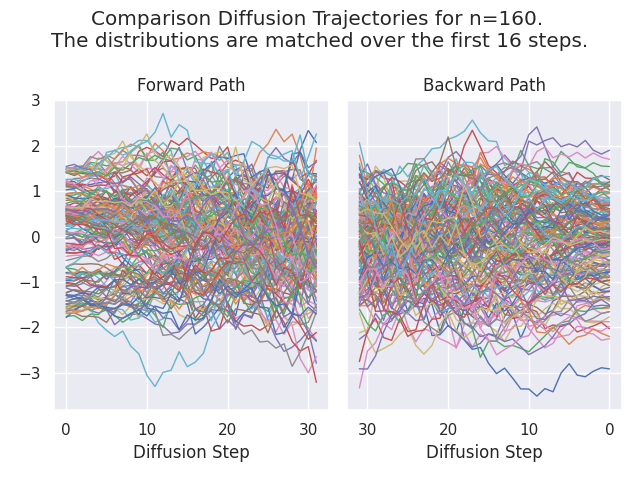 Comparison Diffusion Trajectories for n=160.
The distributions are matched over the first 16 steps.
Forward Path
Backward Path
3
2
1
0
−1
−2
−3
0 10 20 30
30 20 10 0
Diffusion Step
Diffusion Step